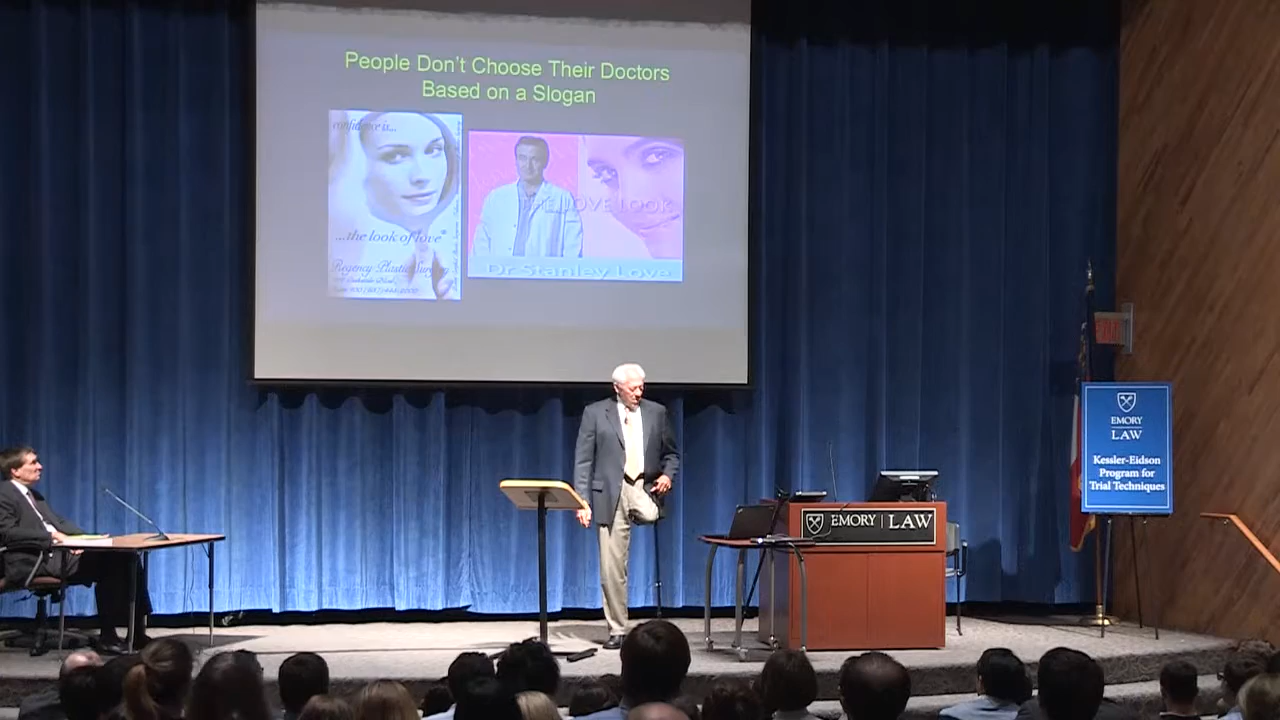 People Don't Choose Their Doctors
Based on a Slogan
confidence is...
...the look of love
Regency Plastic Surgery
THE LOVE LOOK
Dr Stanley Love
EXIT
EMORY
LAW
Kessler-Eidson
Program for
Trial Techniques
EMORY | LAW